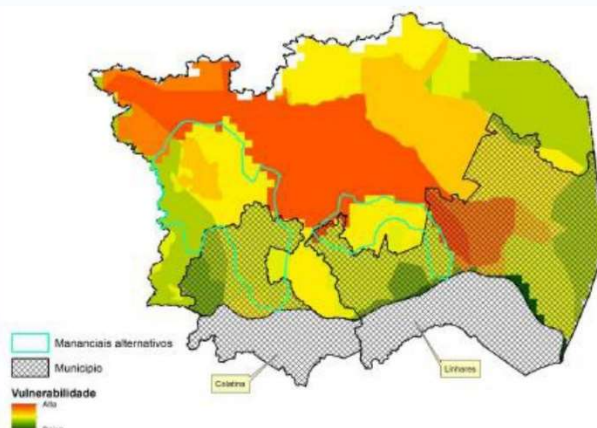 Mananciais alternativos
Município
Vulnerabilidade
Alta
Colatina
Linhares